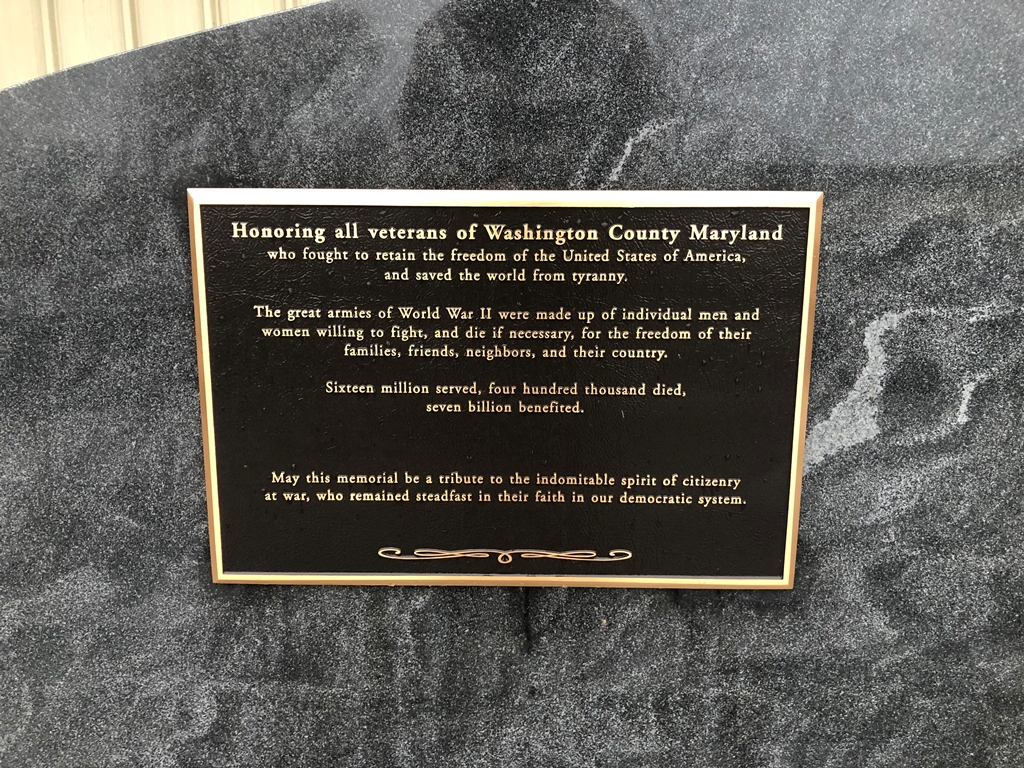 Honoring all veterans of Washington County Maryland
who fought to retain the freedom of the United States of America,
and saved the world from tyranny.
The great armies of World War II were made up of individual men and
women willing to fight, and die if necessary, for the freedom of their
families, friends, neighbors, and their country.
Sixteen million served, four hundred thousand died,
seven billion benefited.
May this memorial be a tribute to the indomitable spirit of citizenry
at war, who remained steadfast in their faith in our democratic system.